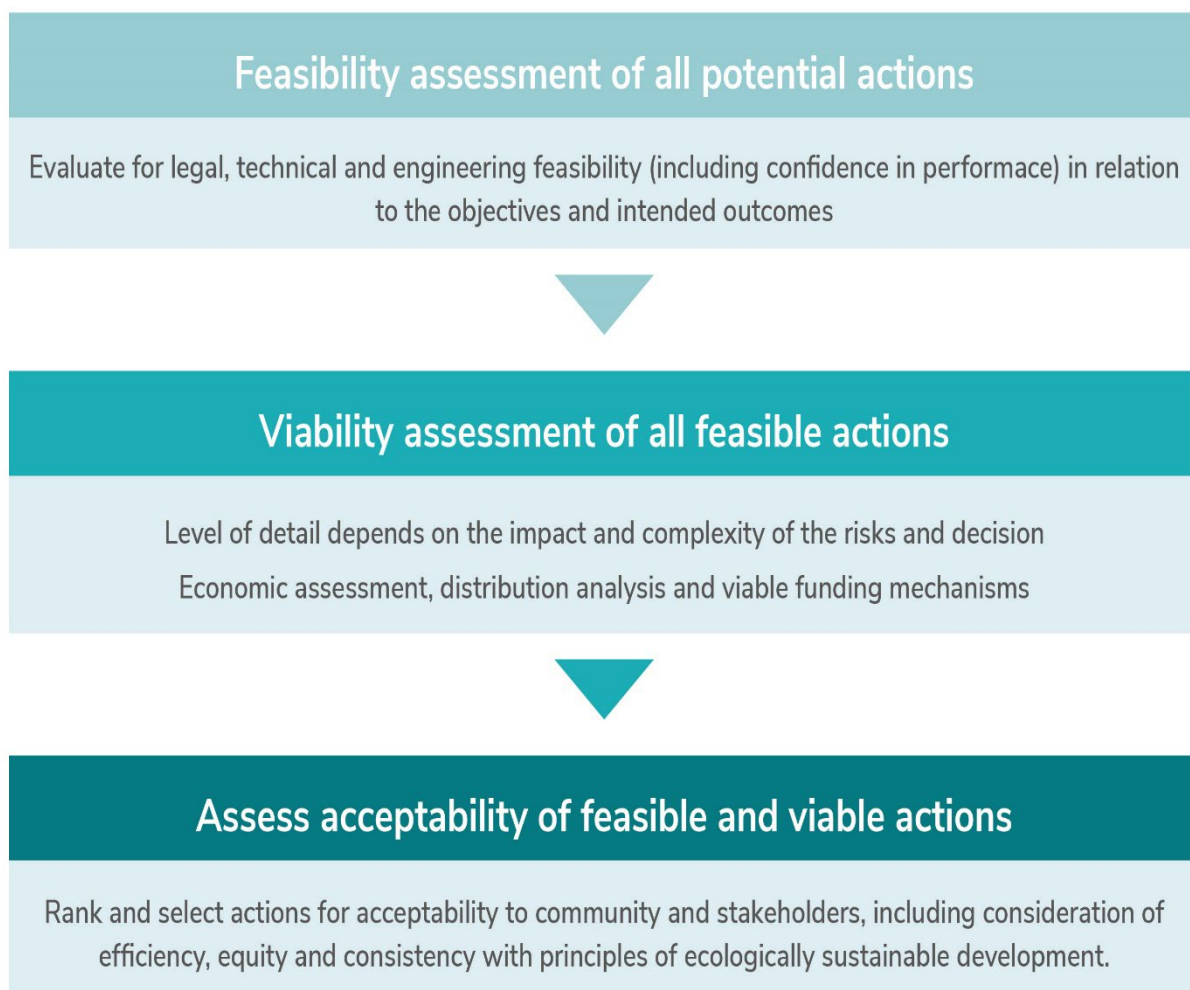 Feasibility assessment of all potential actions
Evaluate for legal, technical and engineering feasibility (including confidence in performace) in relation
to the objectives and intended outcomes
Viability assessment of all feasible actions
Level of detail depends on the impact and complexity of the risks and decision
Economic assessment, distribution analysis and viable funding mechanisms
Assess acceptability of feasible and viable actions
Rank and select actions for acceptability to community and stakeholders, including consideration of
efficiency, equity and consistency with principles of ecologically sustainable development.